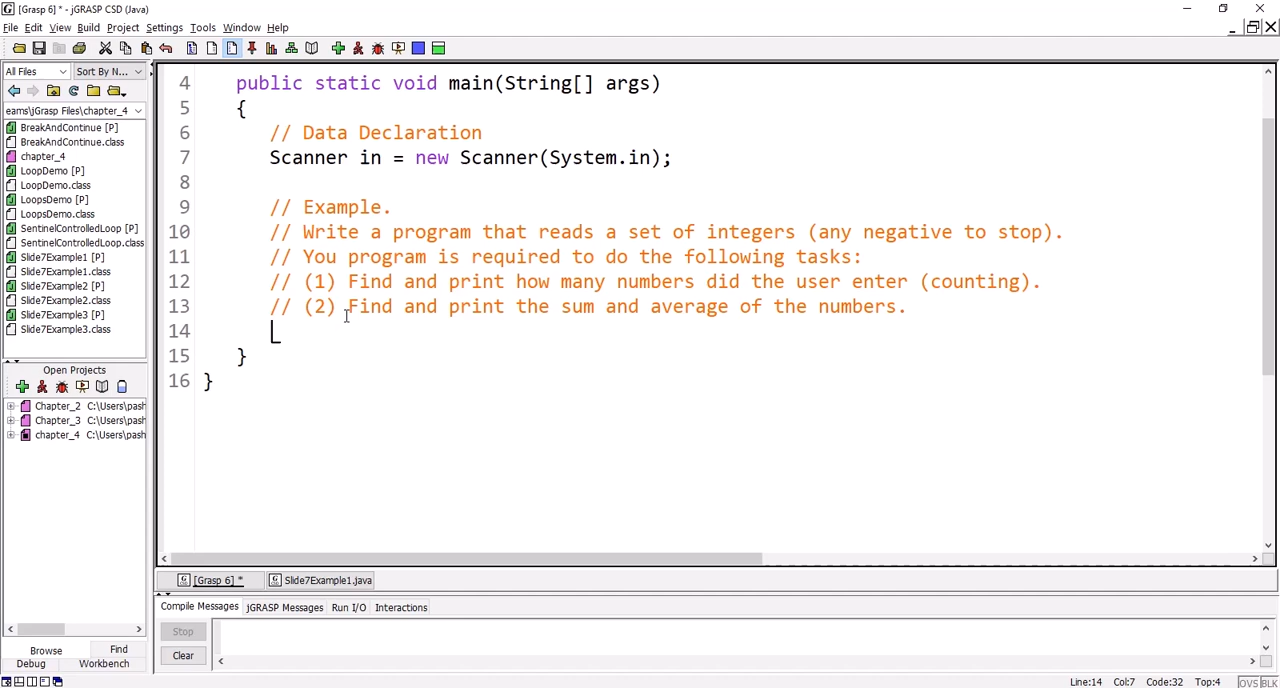 [Grasp 6] * - jGRASP CSD (Java)
File Edit View Build Project Settings Tools Window Help
All Files Sort By N...
eams\jGrasp Files\chapter_4
BreakAndContinue [P]
BreakAndContinue.class
chapter_4
LoopDemo [P]
LoopDemo.class
LoopsDemo [P]
LoopsDemo.class
SentinelControlledLoop [P]
SentinelControlledLoop.class
Slide7Example1 [P]
Slide7Example1.class
Slide7Example2 [P]
Slide7Example2.class
Slide7Example3 [P]
Slide7Example3.class
Open Projects
Chapter_2 C:\Users\pash
Chapter_3 C:\Users\pash
chapter_4 C:\Users\pash
Browse Find
Debug Workbench
4 public static void main(String[] args)
5 {
6 // Data Declaration
7 Scanner in = new Scanner(System.in);
8
9 // Example.
10 // Write a program that reads a set of integers (any negative to stop).
11 // You program is required to do the following tasks:
12 // (1) Find and print how many numbers did the user enter (counting).
13 // (2) Find and print the sum and average of the numbers.
14
15 }
16 }
[Grasp 6] * Slide7Example1.java
Compile Messages jGRASP Messages Run I/O Interactions
Stop
Clear
Line:14 Col:7 Code:32 Top:4 OVS BLK